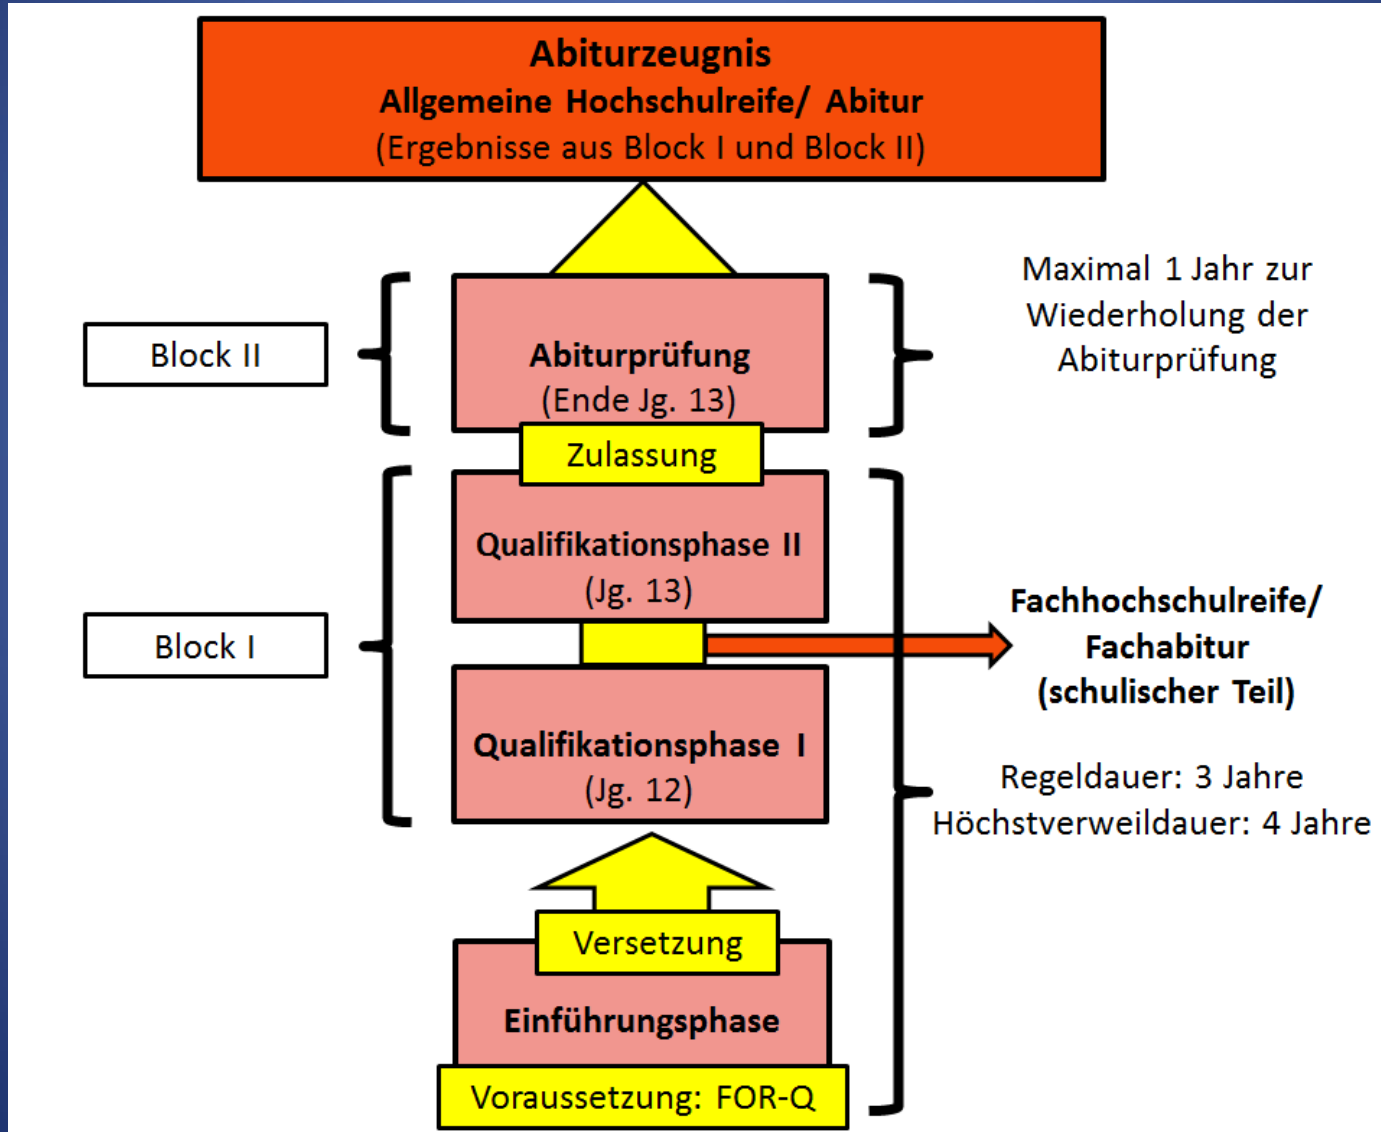 Abiturzeugnis
Allgemeine Hochschulreife/ Abitur
(Ergebnisse aus Block I und Block II)
Maximal 1 Jahr zur
Wiederholung der
Abiturprüfung
Block II
Abiturprüfung
(Ende Jg. 13)
Zulassung
Qualifikationsphase II
(Jg. 13)
Fachhochschulreife/
Fachabitur
(schulischer Teil)
Block I
Qualifikationsphase I
(Jg. 12)
Regeldauer: 3 Jahre
Höchstverweildauer: 4 Jahre
Versetzung
Einführungsphase
Voraussetzung: FOR-Q